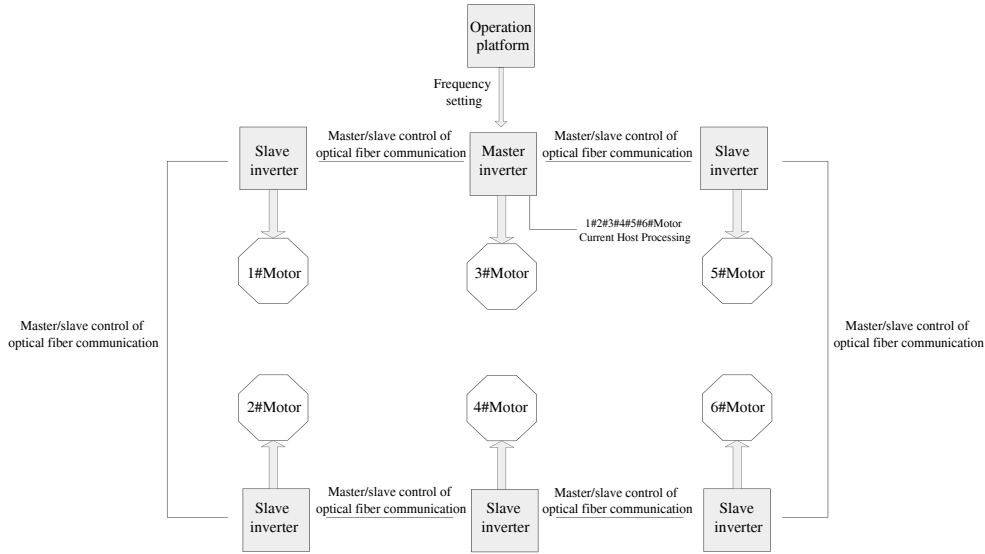 Operation
platform
Frequency
setting
Slave
inverter
Master/slave control of
optical fiber communication
Master
inverter
Master/slave control of
optical fiber communication
Slave
inverter
1#2#3#4#5#6#Motor
Current Host Processing
1#Motor
3#Motor
5#Motor
Master/slave control of
optical fiber communication
Master/slave control of
optical fiber communication
2#Motor
4#Motor
6#Motor
Slave
inverter
Master/slave control of
optical fiber communication
Slave
inverter
Master/slave control of
optical fiber communication
Slave
inverter